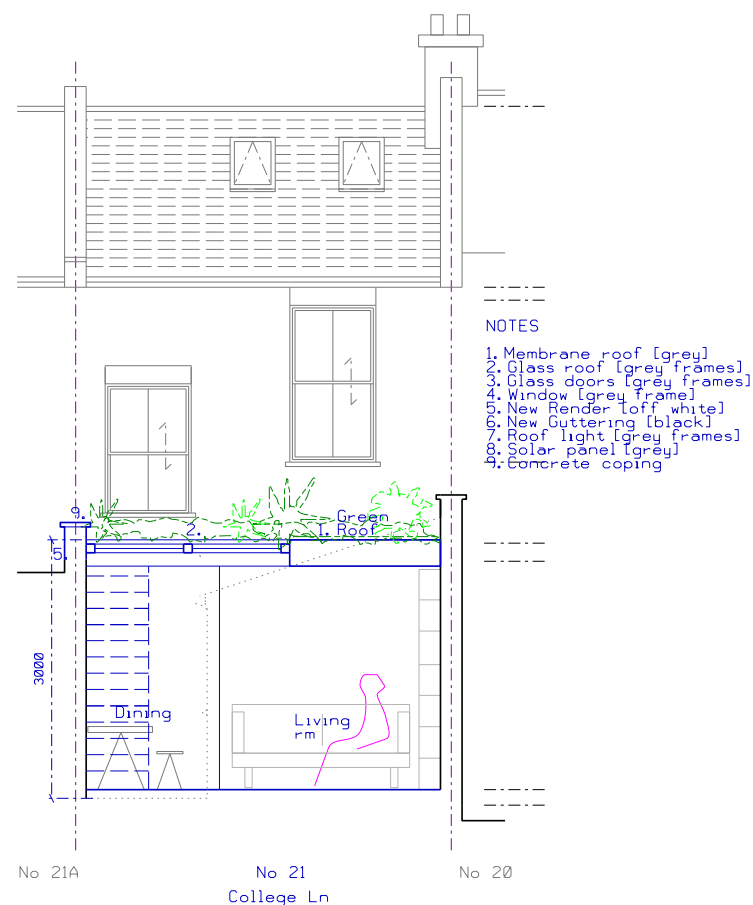 NOTES
1. Membrane roof [grey]
2. Glass roof [grey frames]
3. Glass doors [grey frames]
4. Window [grey frame]
5. New Render [off white]
6. New Guttering [black]
7. Roof light [grey frames]
8. Solar panel [grey]
9. Concrete coping
9.
Green
2.
1. Roof
5.
3000
Dining
Living
rm
No 21A
No 21
No 20
College Ln